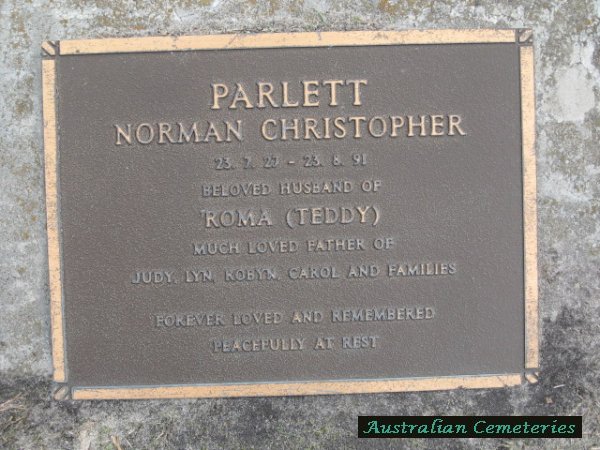 PARLETT
NORMAN CHRISTOPHER
23. 7. 27 - 23. 8. 91
BELOVED HUSBAND OF
ROMA (TEDDY)
MUCH LOVED FATHER OF
JUDY, LYN, ROBYN, CAROL AND FAMILIES
FOREVER LOVED AND REMEMBERED
PEACEFULLY AT REST
Australian Cemeteries